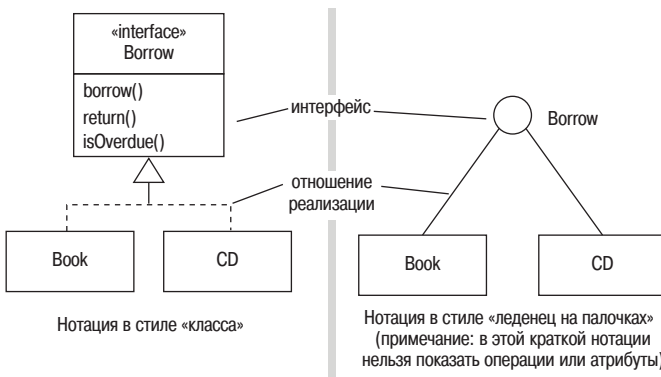 «interface»
Borrow
borrow()
return()
isOverdue()
интерфейс
Borrow
отношение
реализации
Book
CD
Book
CD
Нотация в стиле «класса»
Нотация в стиле «леденец на палочках»
(примечание: в этой краткой нотации
нельзя показать операции или атрибуты)